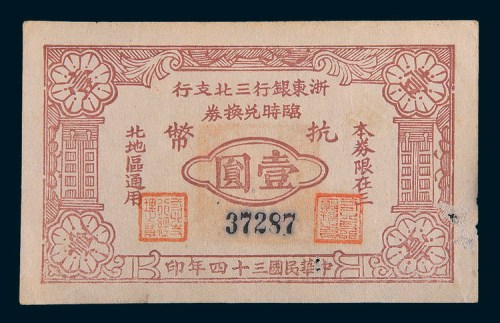 浙東銀行三北支行
臨時兌換券
抗幣
壹圓
本券限在三
北地區通用
37287
中華民國三十四年印